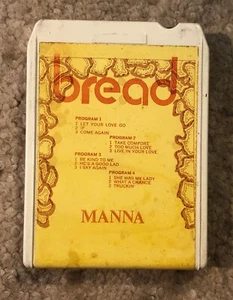 bread
PROGRAM 1
1 LET YOUR LOVE GO
2 IF
3 COME AGAIN
PROGRAM 2
1 TAKE COMFORT
2 TOO MUCH LOVE
3 LIVE IN YOUR LOVE
PROGRAM 3
1 BE KIND TO ME
2 HE'S A GOOD LAD
3 I SAY AGAIN
PROGRAM 4
1 SHE WAS MY LADY
2 WHAT A CHANCE
3 TRUCKIN'
MANNA